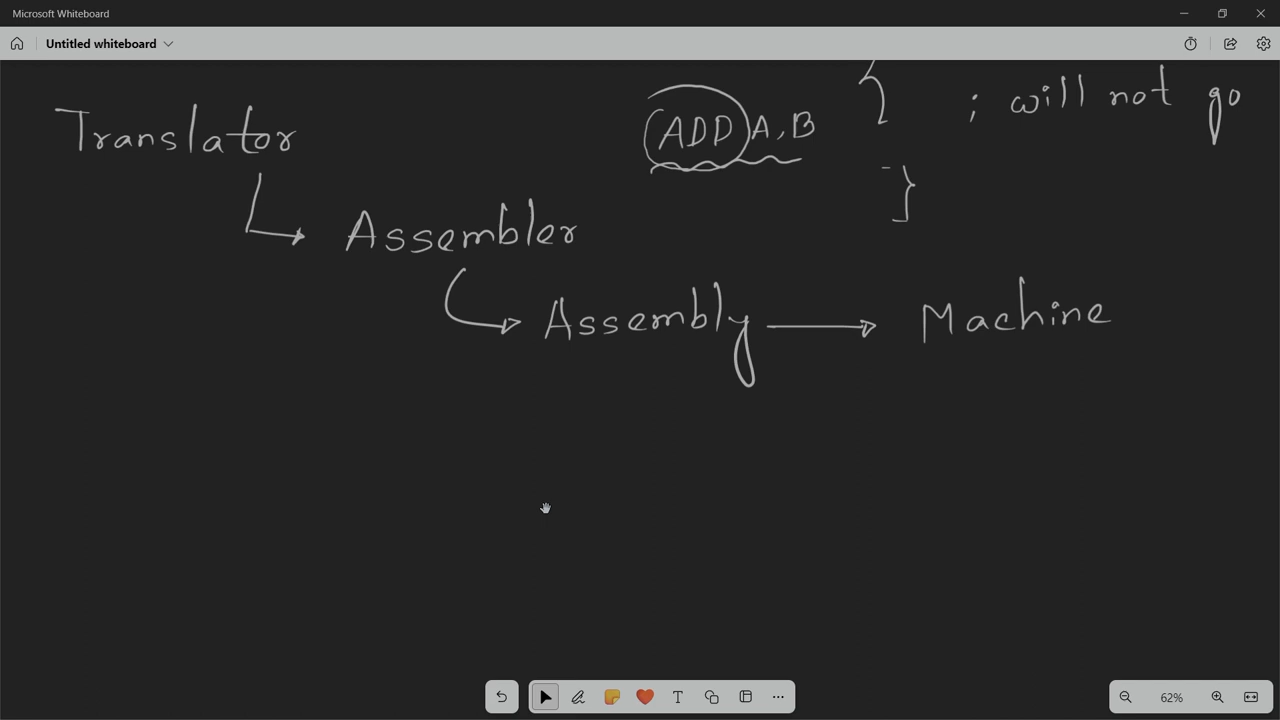 Microsoft Whiteboard
Untitled whiteboard
; will not go
ADD A, B
Translator
Assembler
Assembly → Machine
62%